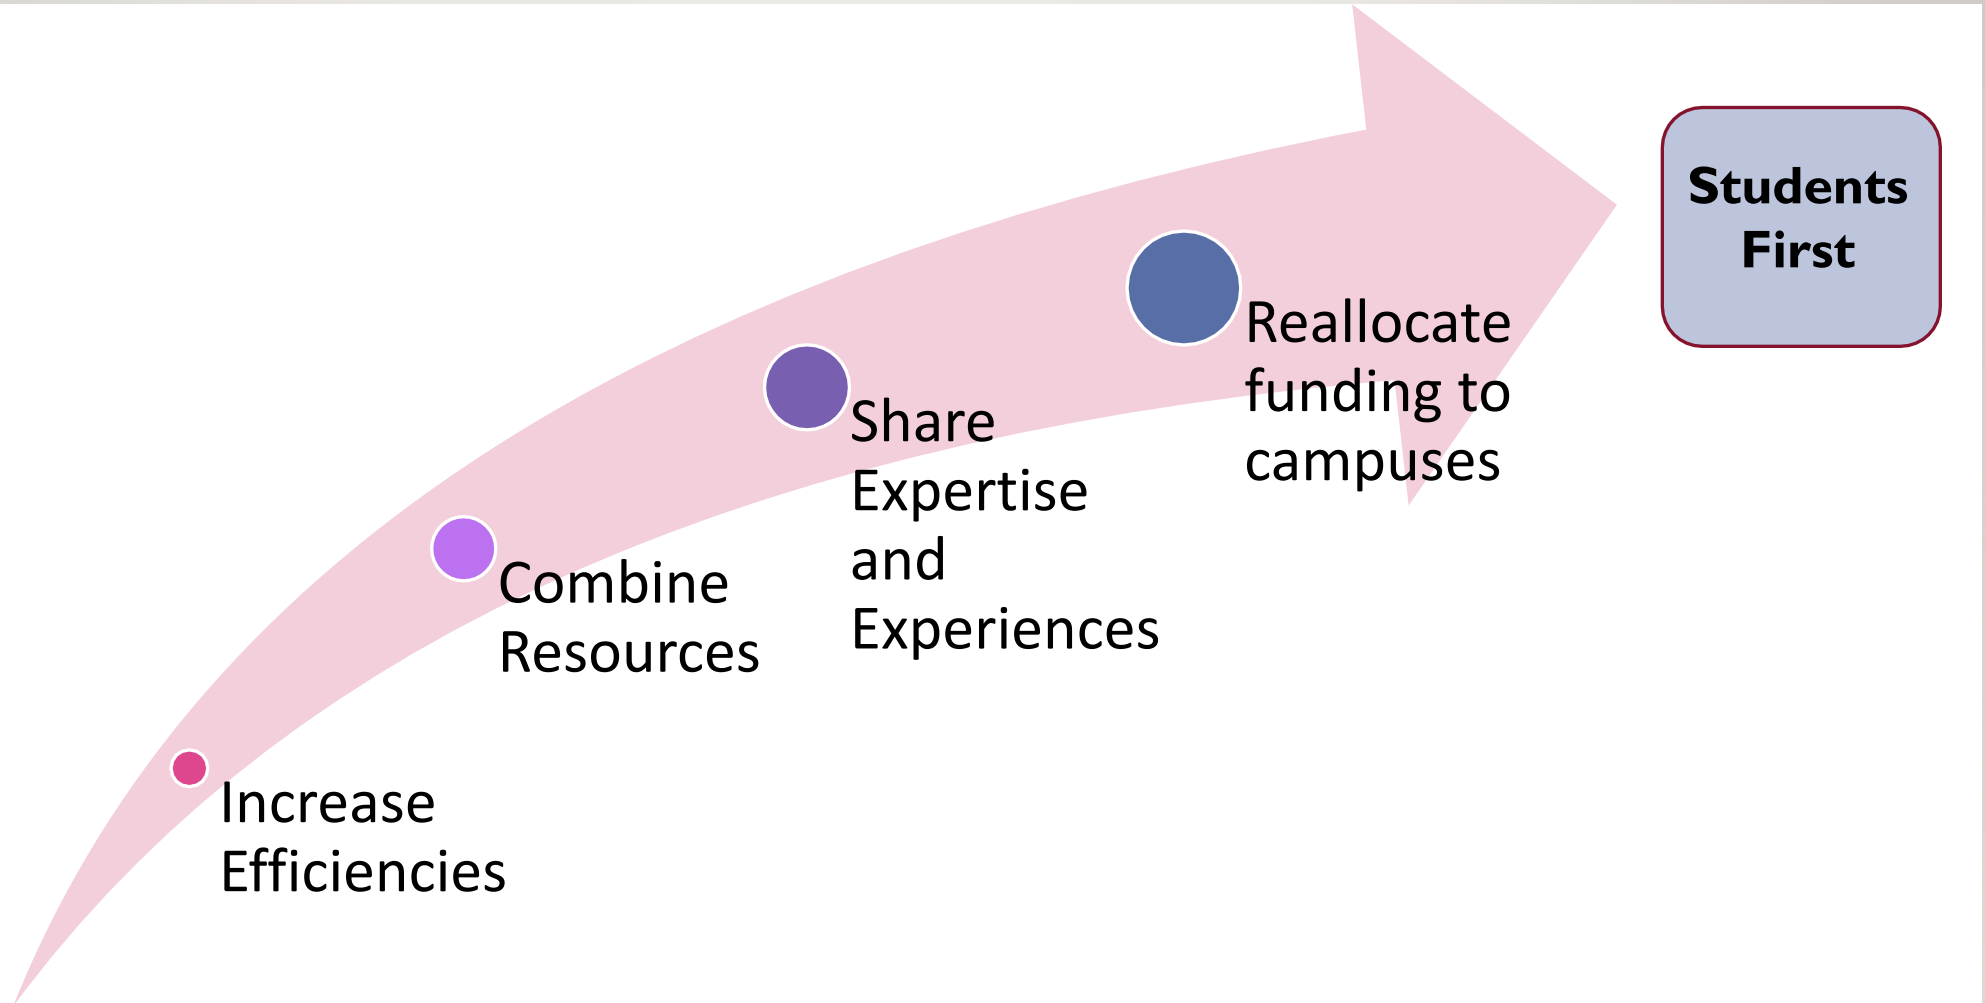 Increase
Efficiencies
Combine
Resources
Share
Expertise
and
Experiences
Reallocate
funding to
campuses
Students
First